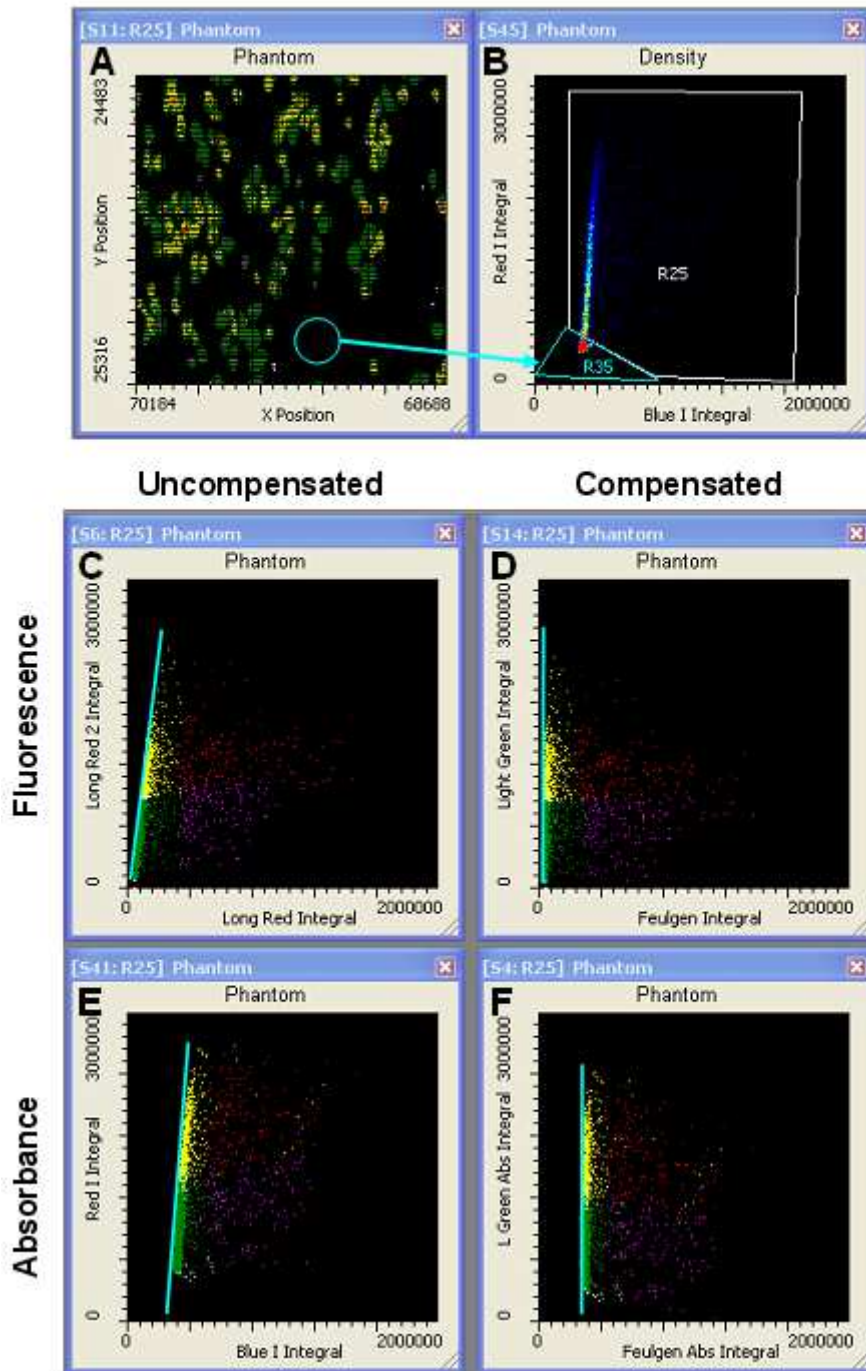 [S11: R25] Phantom
A
Phantom
24483
Y Position
25316
70184
68688
X Position
[S45] Phantom
B
Density
3000000
Red I Integral
0
R25
R35
0
2000000
Blue I Integral
Uncompensated
Compensated
Fluorescence
[S6: R25] Phantom
C
Phantom
3000000
Long Red 2 Integral
0
0
2000000
Long Red Integral
[S14: R25] Phantom
D
Phantom
3000000
Light Green Integral
0
0
2000000
Feulgen Integral
Absorbance
[S41: R25] Phantom
E
Phantom
3000000
Red I Integral
0
0
2000000
Blue I Integral
[S4: R25] Phantom
F
Phantom
3000000
L Green Abs Integral
0
0
2000000
Feulgen Abs Integral